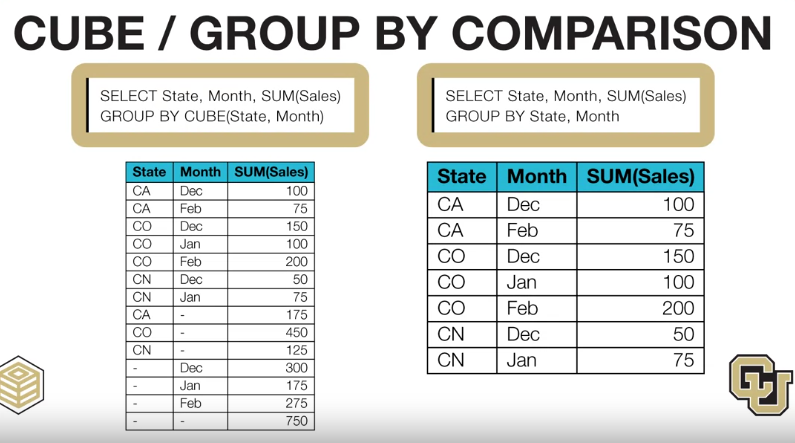 CUBE / GROUP BY COMPARISON
SELECT State, Month, SUM(Sales)
GROUP BY CUBE(State, Month)
SELECT State, Month, SUM(Sales)
GROUP BY State, Month
State Month SUM(Sales)
CA Dec 100
CA Feb 75
CO Dec 150
CO Jan 100
CO Feb 200
CN Dec 50
CN Jan 75
CA - 175
CO - 450
CN - 125
- Dec 300
- Jan 175
- Feb 275
- - 750
State Month SUM(Sales)
CA Dec 100
CA Feb 75
CO Dec 150
CO Jan 100
CO Feb 200
CN Dec 50
CN Jan 75
CU